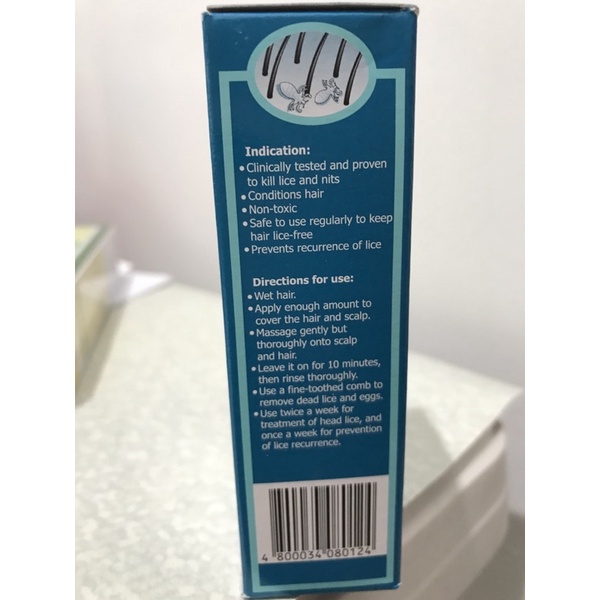 Indication:
•Clinically tested and proven
to kill lice and nits
•Conditions hair
•Non-toxic
•Safe to use regularly to keep
hair lice-free
•Prevents recurrence of lice
Directions for use:
•Wet hair.
•Apply enough amount to
cover the hair and scalp.
•Massage gently but
thoroughly onto scalp
and hair.
•Leave it on for 10 minutes,
then rinse thoroughly.
•Use a fine-toothed comb to
remove dead lice and eggs.
•Use twice a week for
treatment of head lice, and
once a week for prevention
of lice recurrence.
4 800034 080124